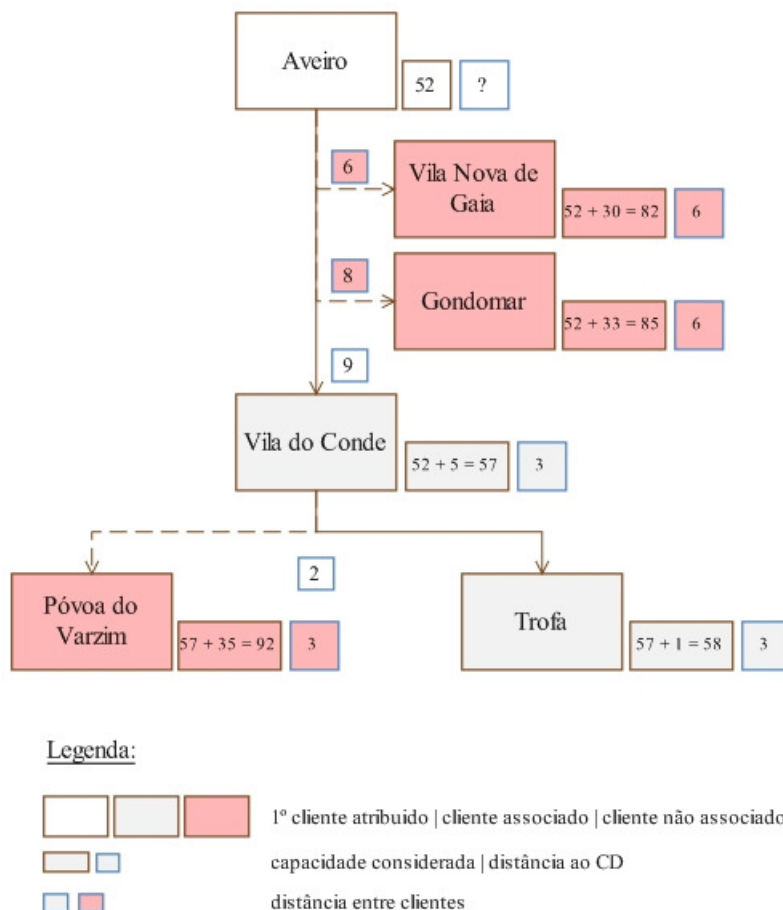 Aveiro
52
?
6
Vila Nova de
Gaia
52 + 30 = 82
6
8
Gondomar
52 + 33 = 85
6
9
Vila do Conde
52 + 5 = 57
3
2
Póvoa do
Varzim
57 + 35 = 92
3
Trofa
57 + 1 = 58
3
Legenda:
1º cliente atribuido | cliente associado | cliente não associado
capacidade considerada | distância ao CD
distância entre clientes